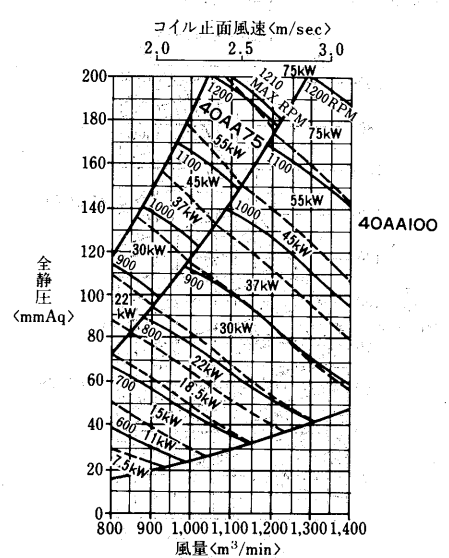 コイル正面風速<m/sec>
2.0 2.5 3.0
200
180
160
140
120
100
80
60
40
20
0
全静圧
<mmAq>
1210
MAX RPM
75kW
1200RPM
1200
40AA75
75kW
55kW
1100
1100
45kW
55kW
37kW
1000
1000
40AA100
45kW
30kW
900
900
37kW
22kW
30kW
800
22kW
700
18.5kW
15kW
600
11kW
7.5kW
800 900 1,000 1,100 1,200 1,300 1,400
風量<m³/min>